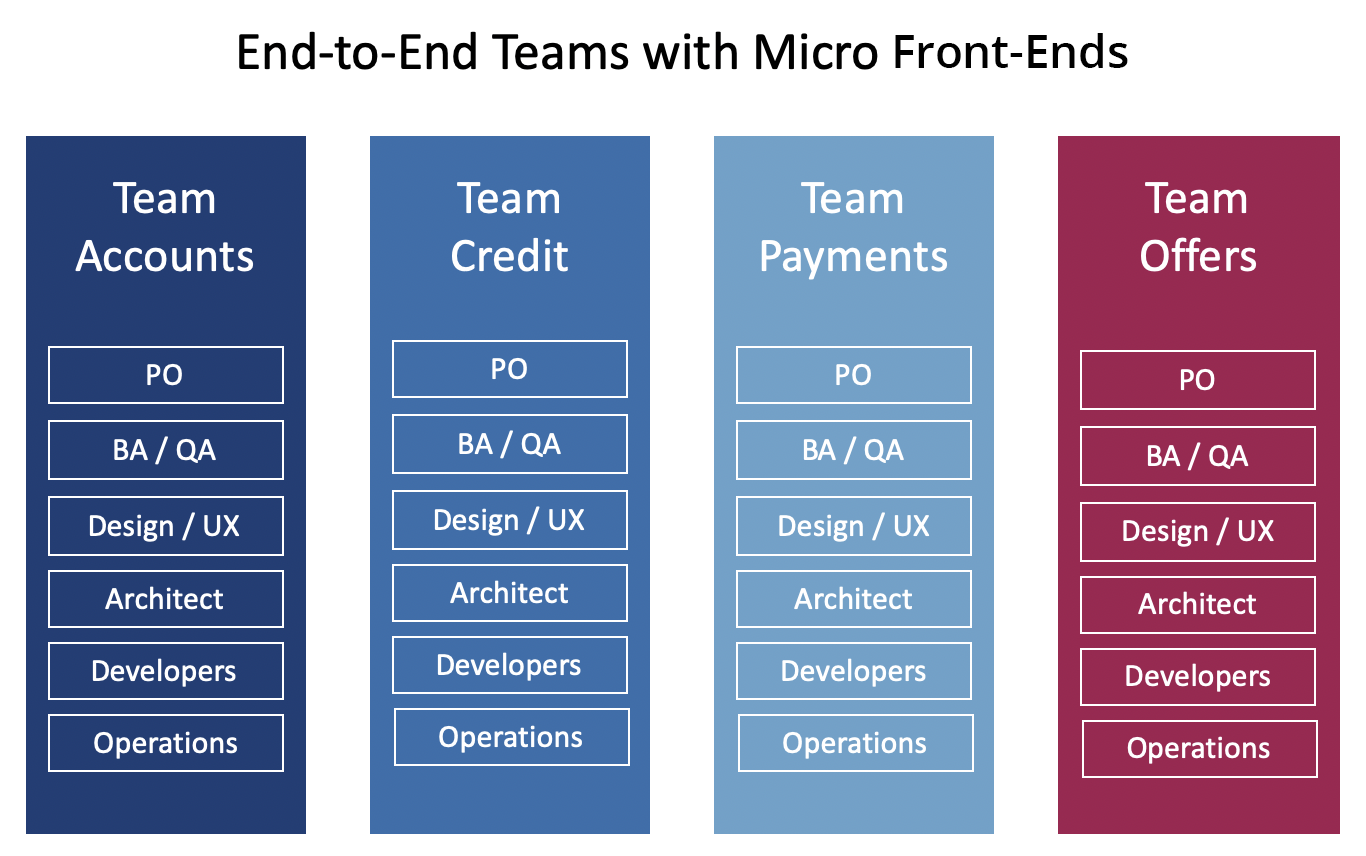 End-to-End Teams with Micro Front-Ends
Team
Accounts
PO
BA / QA
Design / UX
Architect
Developers
Operations
Team
Credit
PO
BA / QA
Design / UX
Architect
Developers
Operations
Team
Payments
PO
BA / QA
Design / UX
Architect
Developers
Operations
Team
Offers
PO
BA / QA
Design / UX
Architect
Developers
Operations